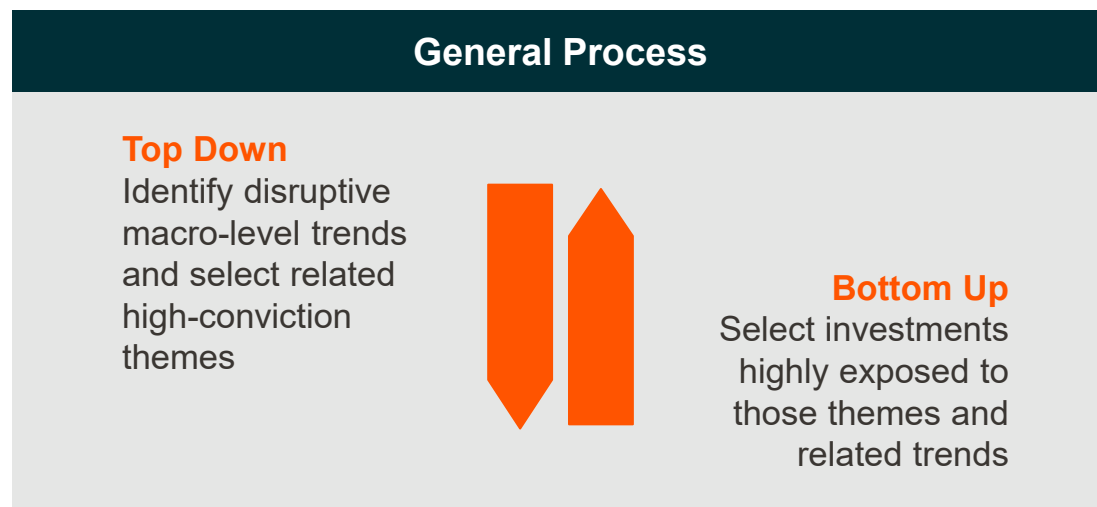 General Process
Top Down
Identify disruptive
macro-level trends
and select related
high-conviction
themes
Bottom Up
Select investments
highly exposed to
those themes and
related trends